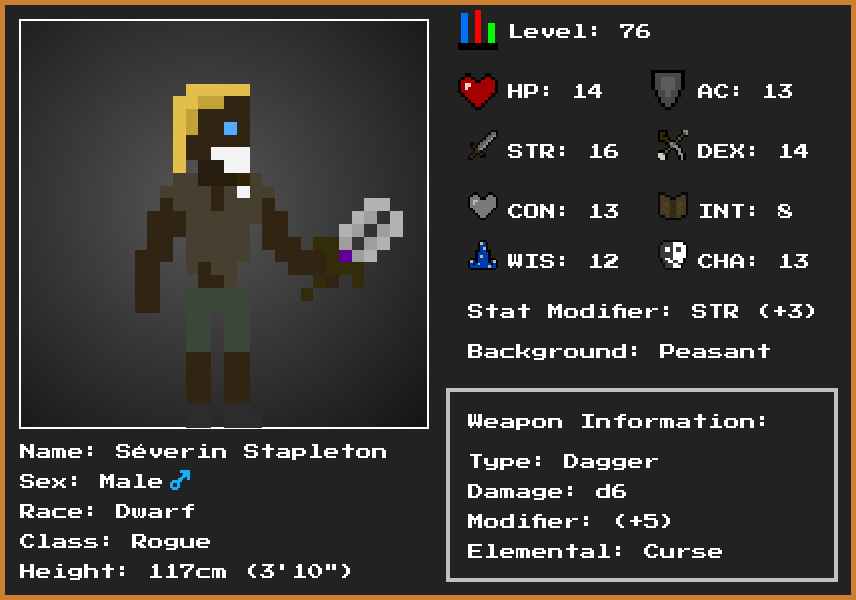 Level: 76
HP: 14
AC: 13
STR: 16
DEX: 14
CON: 13
INT: 8
WIS: 12
CHA: 13
Stat Modifier: STR (+3)
Background: Peasant
Weapon Information:
Type: Dagger
Damage: d6
Modifier: (+5)
Elemental: Curse
Name: Séverin Stapleton
Sex: Male♂
Race: Dwarf
Class: Rogue
Height: 117cm (3'10")